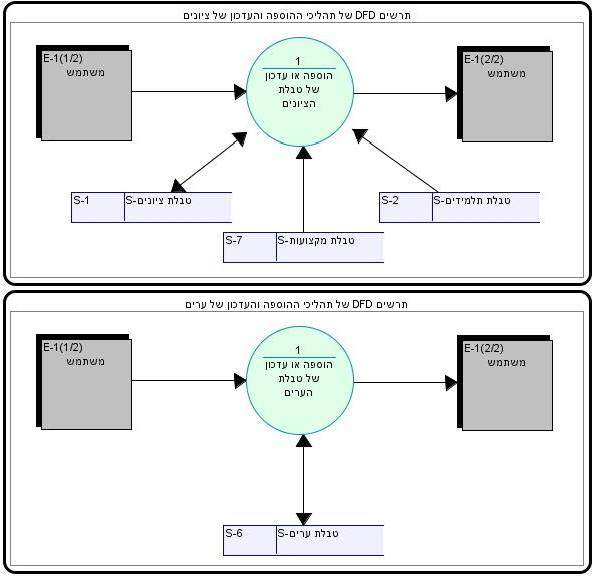 תרשים DFD של תהליכי ההוספה והעדכון של ציונים
E-1(1/2)
משתמש
1
הוספה או עדכון
של טבלת
הציונים
E-1(2/2)
משתמש
S-1
טבלת ציונים-S
S-2
טבלת תלמידים-S
S-7
טבלת מקצועות-S
תרשים DFD של תהליכי ההוספה והעדכון של ערים
E-1(1/2)
משתמש
1
הוספה או עדכון
של טבלת
הערים
E-1(2/2)
משתמש
S-6
טבלת ערים-S